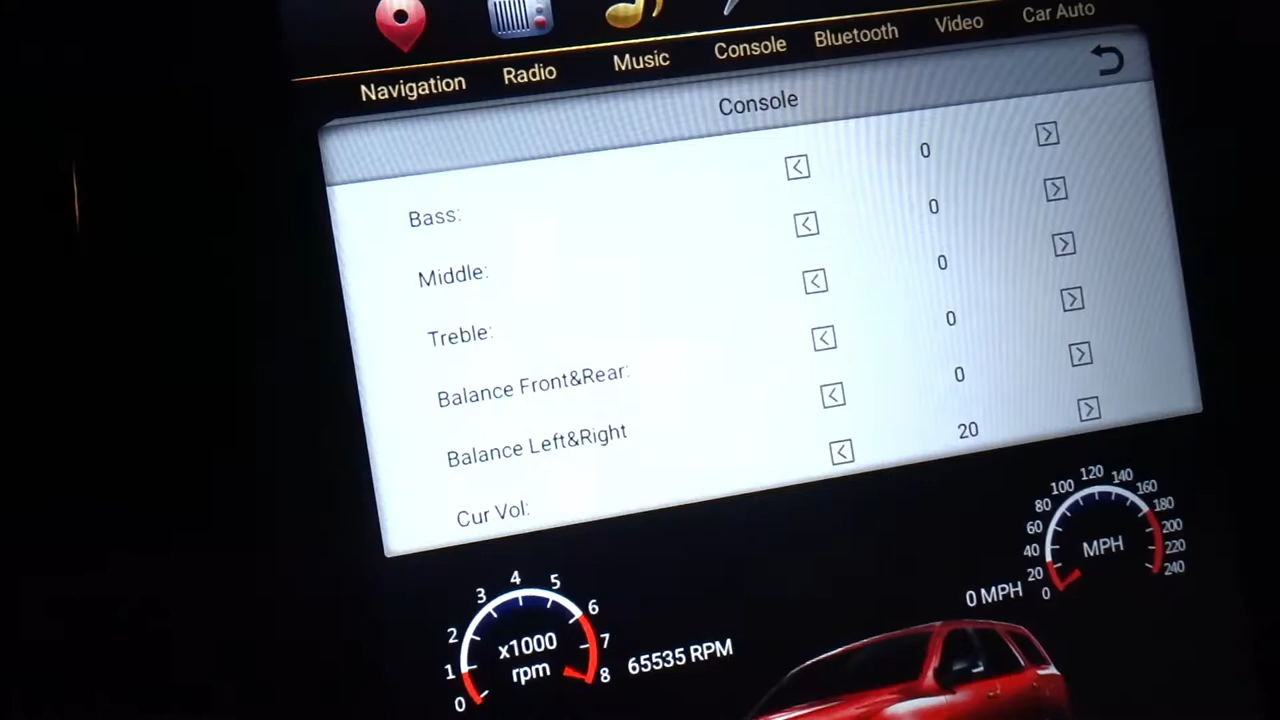 Navigation Radio Music Console Bluetooth Video Car Auto
Console
Bass: 0
Middle: 0
Treble: 0
Balance Front&Rear: 0
Balance Left&Right 0
Cur Vol: 20
0 1 2 3 4 5 6 7 8
x1000
rpm
65535 RPM
0 20 40 60 80 100 120 140 160 180 200 220 240
MPH
0 MPH